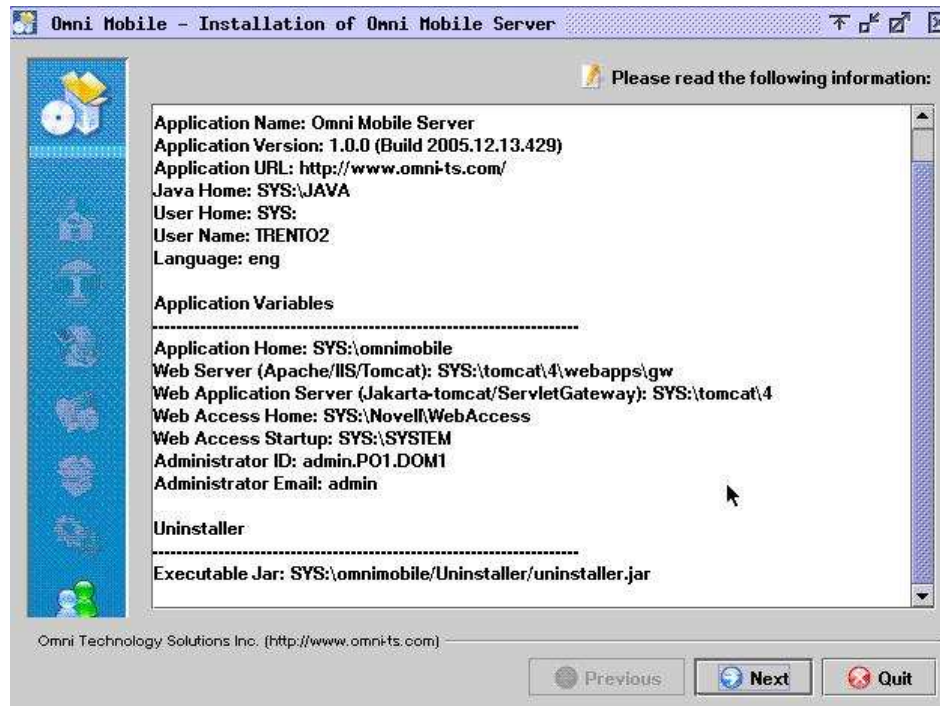 Omni Mobile - Installation of Omni Mobile Server
Please read the following information:
Application Name: Omni Mobile Server
Application Version: 1.0.0 (Build 2005.12.13.429)
Application URL: http://www.omni-ts.com/
Java Home: SYS:\JAVA
User Home: SYS:
User Name: TRENTO2
Language: eng
Application Variables
-----------------------------------------------------------------------
Application Home: SYS:\omnimobile
Web Server (Apache/IIS/Tomcat): SYS:\tomcat\4\webapps\gw
Web Application Server (Jakarta-tomcat/ServletGateway): SYS:\tomcat\4
Web Access Home: SYS:\Novell\WebAccess
Web Access Startup: SYS:\SYSTEM
Administrator ID: admin.PO1.DOM1
Administrator Email: admin
Uninstaller
-----------------------------------------------------------------------
Executable Jar: SYS:\omnimobile/Uninstaller/uninstaller.jar
Omni Technology Solutions Inc. (http://www.omni-ts.com)
Previous
Next
Quit